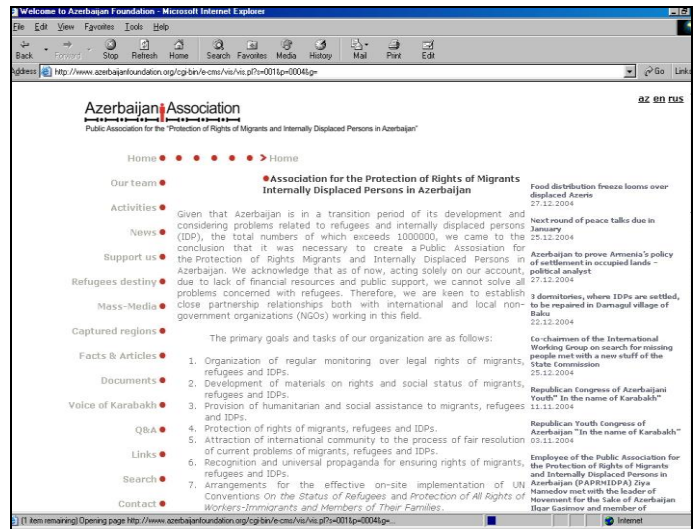 Welcome to Azerbaijan Foundation - Microsoft Internet Explorer
File Edit View Favorites Tools Help
Back Forward Stop Refresh Home Search Favorites Media History Mail Print Edit
Address http://www.azerbaijanfoundation.org/cgi-bin/e-cms/vis/vis.pl?s=001&p=0004&g= Go Links
az en rus
Azerbaijan Association
Public Association for the "Protection of Rights of Migrants and Internally Displaced Persons in Azerbaijan"
Home
Our team
Activities
News
Support us
Refugees destiny
Mass-Media
Captured regions
Facts & Articles
Documents
Voice of Karabakh
Q&A
Links
Search
Contact
> Home
Association for the Protection of Rights of Migrants
Internally Displaced Persons in Azerbaijan
Given that Azerbaijan is in a transition period of its development and
considering problems related to refugees and internally displaced persons
(IDP), the total numbers of which exceeds 1000000, we came to the
conclusion that it was necessary to create a Public Assosiation for
the Protection of Rights Migrants and Internally Displaced Persons in
Azerbaijan. We acknowledge that as of now, acting solely on our account,
due to lack of financial resources and public support, we cannot solve all
problems concerned with refugees. Therefore, we are keen to establish
close partnership relationships both with international and local non-
government organizations (NGOs) working in this field.
The primary goals and tasks of our organization are as follows:
1. Organization of regular monitoring over legal rights of migrants,
refugees and IDPs.
2. Development of materials on rights and social status of migrants,
refugees and IDPs.
3. Provision of humanitarian and social assistance to migrants, refugees
and IDPs.
4. Protection of rights of migrants, refugees and IDPs.
5. Attraction of international community to the process of fair resolution
of current problems of migrants, refugees and IDPs.
6. Recognition and universal propaganda for ensuring rights of migrants,
refugees and IDPs.
7. Arrangements for the effective on-site implementation of UN
Conventions On the Status of Refugees and Protection of All Rights of
Workers-Immigrants and Members of Their Families.
Food distribution freeze looms over
displaced Azeris
27.12.2004
Next round of peace talks due in
January
25.12.2004
Azerbaijan to prove Armenia's policy
of settlement in occupied lands -
political analyst
27.12.2004
3 dormitories, where IDPs are settled,
to be repaired in Darnagul village of
Baku
22.12.2004
Co-chairmen of the International
Working Group on search for missing
people met with a new stuff of the
State Commission
25.12.2004
Republican Congress of Azerbaijani
Youth" In the name of Karabakh"
11.11.2004
Republican Youth Congress of
Azerbaijan "In the name of Karabakh"
03.11.2004
Employee of the Public Association for
the Protection of Rights of Migrants
and Internally Displaced Persons in
Azerbaijan (PAPRMIDPA) Ziya
Mamedov met with the leader of
Movement for the Sake of Azerbaijan
Ilgar Gasimov and member of
(1 item remaining) Opening page http://www.azerbaijanfoundation.org/cgi-bin/e-cms/vis/vis.pl?s=001&p=0004&g=... Internet